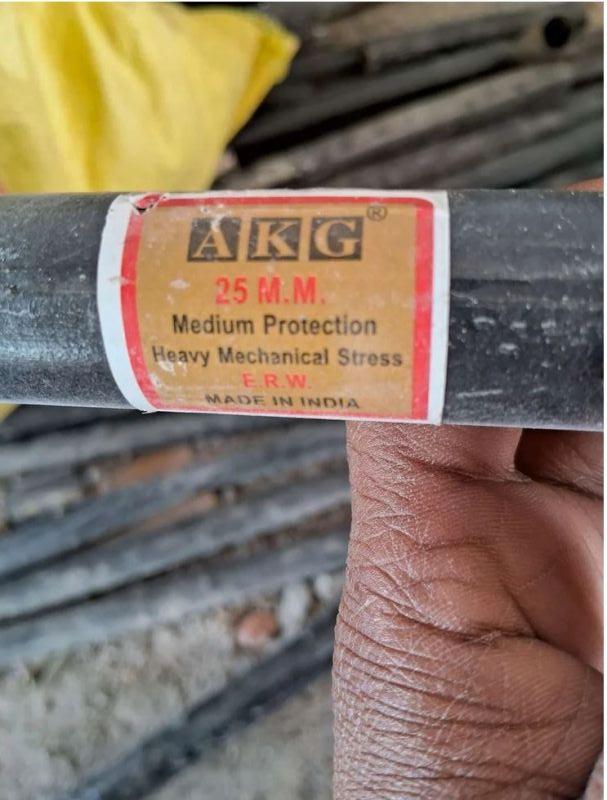 AKG®
25 M.M.
Medium Protection
Heavy Mechanical Stress
E.R.W.
MADE IN INDIA